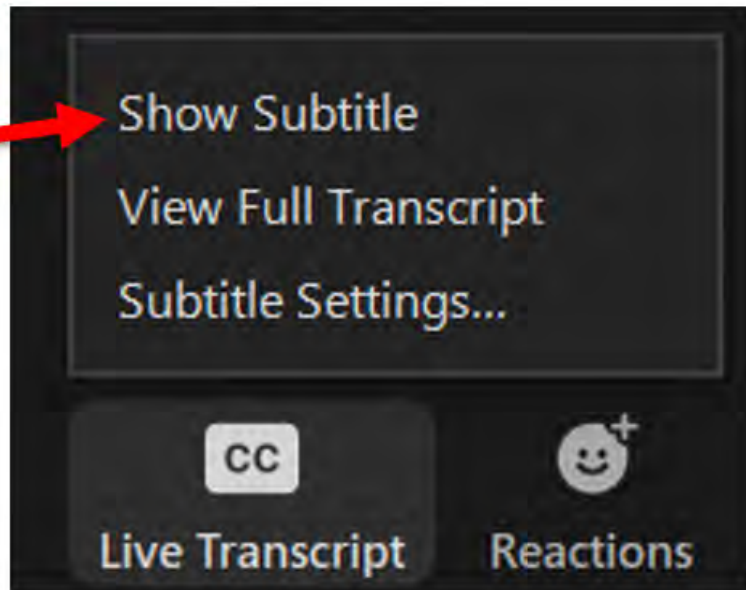 Show Subtitle
View Full Transcript
Subtitle Settings...
CC
Live Transcript
Reactions